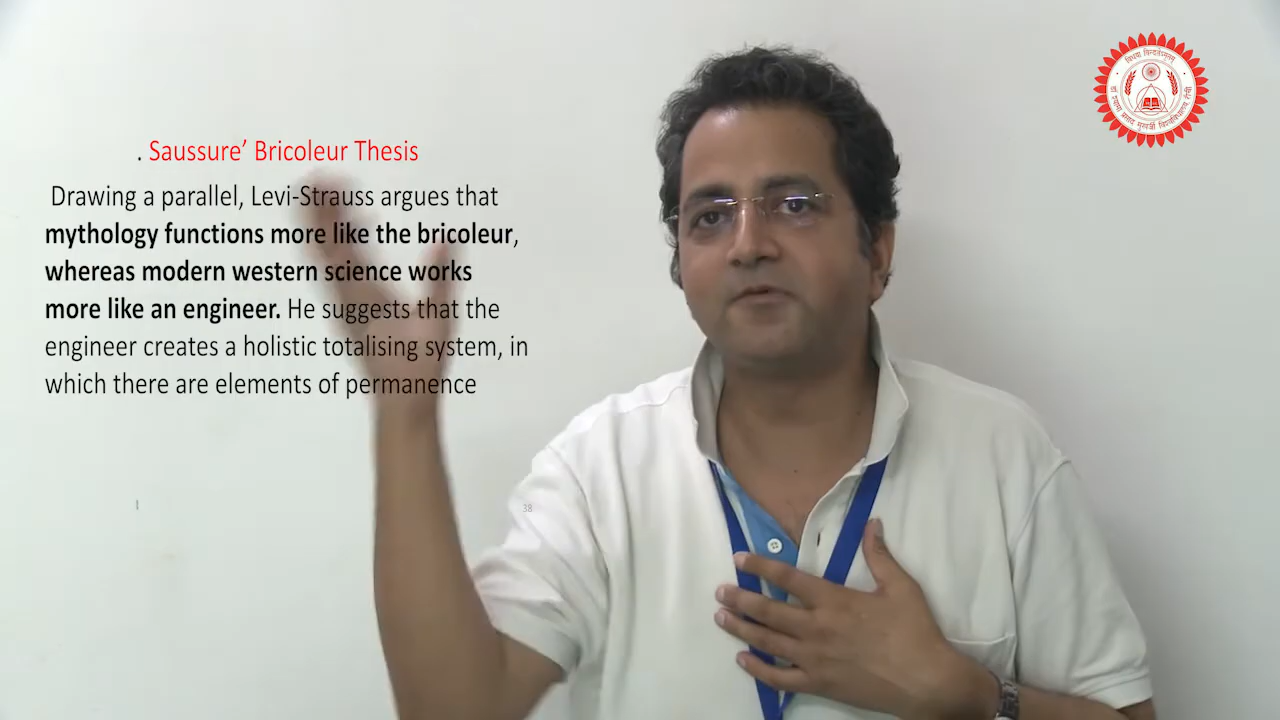 . Saussure’ Bricoleur Thesis
Drawing a parallel, Levi-Strauss argues that
mythology functions more like the bricoleur,
whereas modern western science works
more like an engineer. He suggests that the
engineer creates a holistic totalising system, in
which there are elements of permanence
38